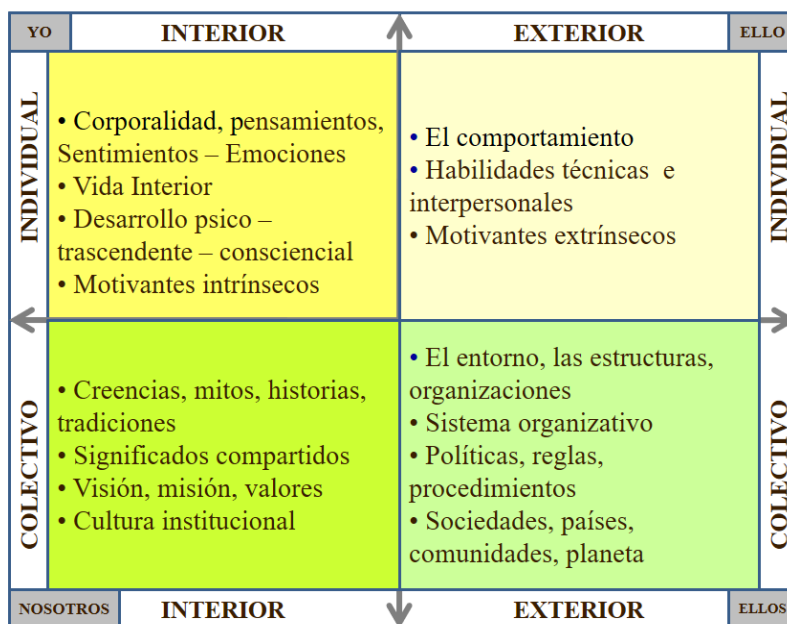 YO
INTERIOR
EXTERIOR
ELLO
INDIVIDUAL
• Corporalidad, pensamientos,
Sentimientos – Emociones
• Vida Interior
• Desarrollo psico –
trascendente – consciencial
• Motivantes intrínsecos
• El comportamiento
• Habilidades técnicas e
interpersonales
• Motivantes extrínsecos
INDIVIDUAL
COLECTIVO
• Creencias, mitos, historias,
tradiciones
• Significados compartidos
• Visión, misión, valores
• Cultura institucional
• El entorno, las estructuras,
organizaciones
• Sistema organizativo
• Políticas, reglas,
procedimientos
• Sociedades, países,
comunidades, planeta
COLECTIVO
NOSOTROS
INTERIOR
EXTERIOR
ELLOS